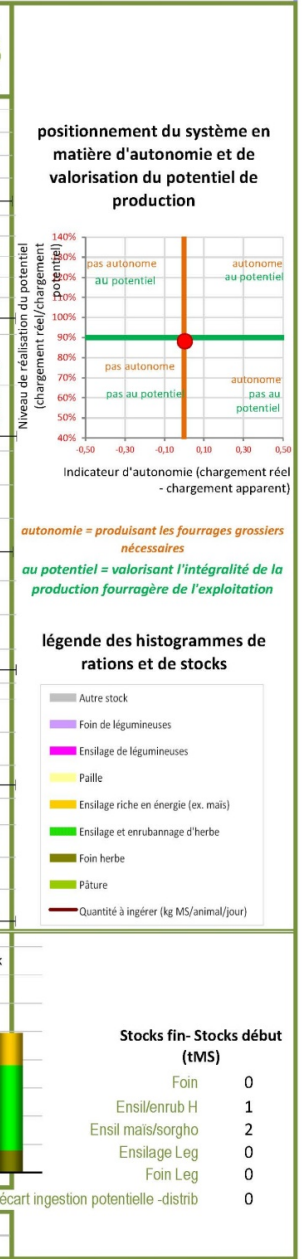 positionnement du système en
matière d'autonomie et de
valorisation du potentiel de
production
Niveau de réalisation du potentiel
(chargement réel/chargement
potentiel)
140%
130%
120%
110%
100%
90%
80%
70%
60%
50%
40%
pas autonome
au potentiel
autonome
au potentiel
pas autonome
pas au potentiel
autonome
pas au
potentiel
-0,50
-0,30
-0,10
0,10
0,30
0,50
Indicateur d'autonomie (chargement réel
- chargement apparent)
autonomie = produisant les fourrages grossiers
nécessaires
au potentiel = valorisant l'intégralité de la
production fourragère de l'exploitation
légende des histogrammes de
rations et de stocks
Autre stock
Foin de légumineuses
Ensilage de légumineuses
Paille
Ensilage riche en énergie (ex. maïs)
Ensilage et enrubannage d'herbe
Foin herbe
Pâture
Quantité à ingérer (kg MS/animal/jour)
Stocks fin- Stocks début
(tMS)
Foin 0
Ensil/enrub H 1
Ensil maïs/sorgho 2
Ensilage Leg 0
Foin Leg 0
écart ingestion potentielle -distrib 0